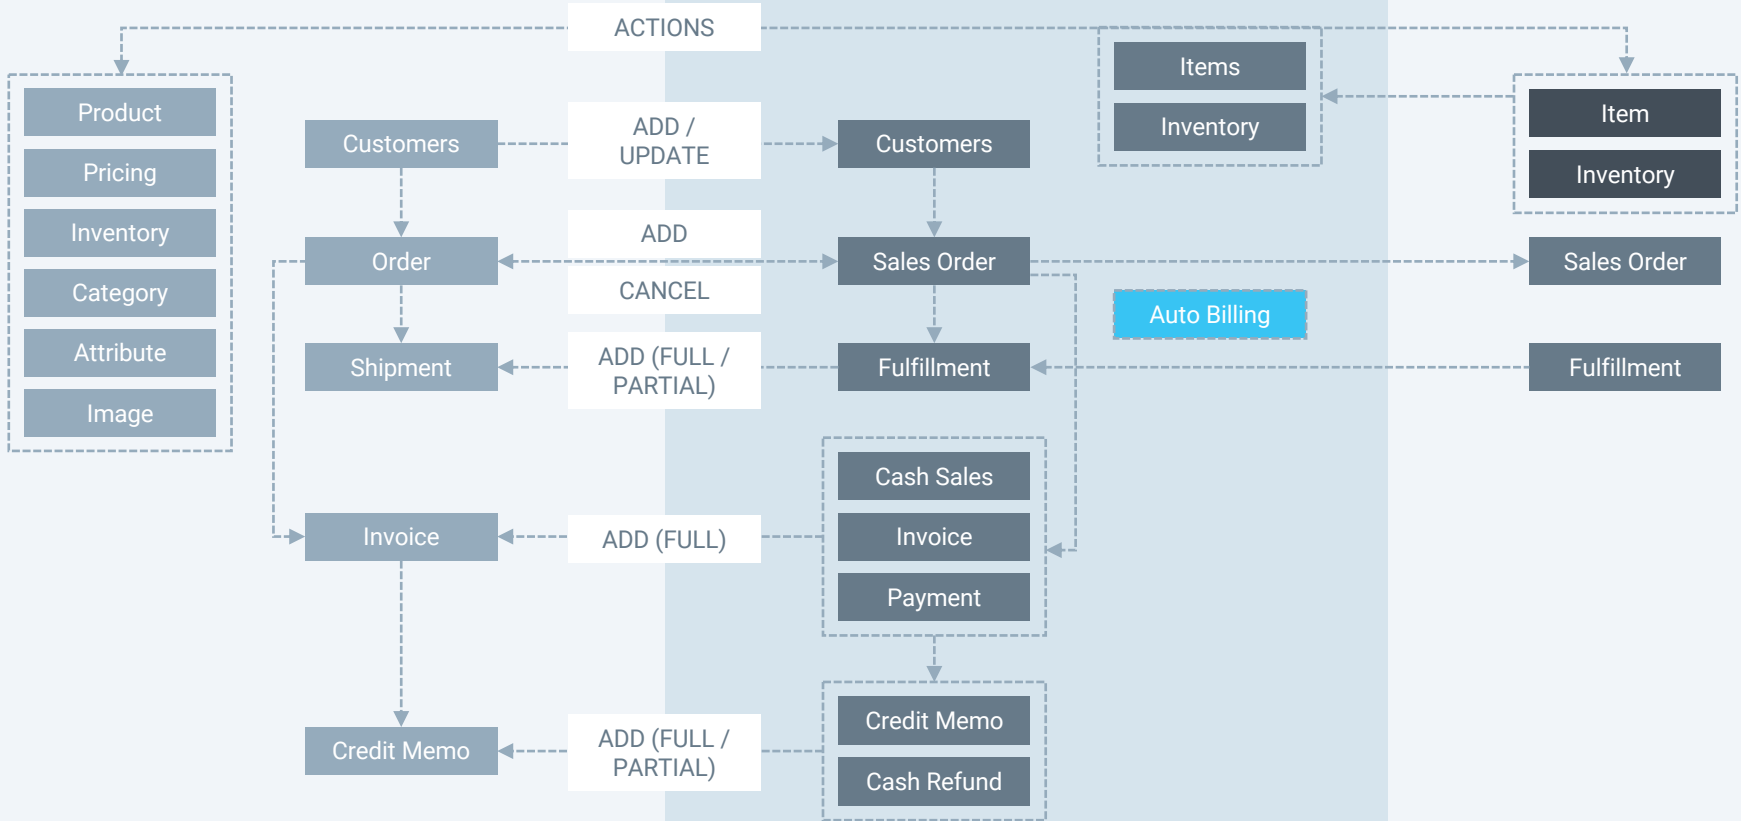 ACTIONS
Product
Pricing
Inventory
Category
Attribute
Image
Customers
Order
Shipment
Invoice
Credit Memo
ADD /
UPDATE
ADD
CANCEL
ADD (FULL /
PARTIAL)
ADD (FULL)
ADD (FULL /
PARTIAL)
Customers
Sales Order
Fulfillment
Cash Sales
Invoice
Payment
Credit Memo
Cash Refund
Items
Inventory
Auto Billing
Item
Inventory
Sales Order
Fulfillment